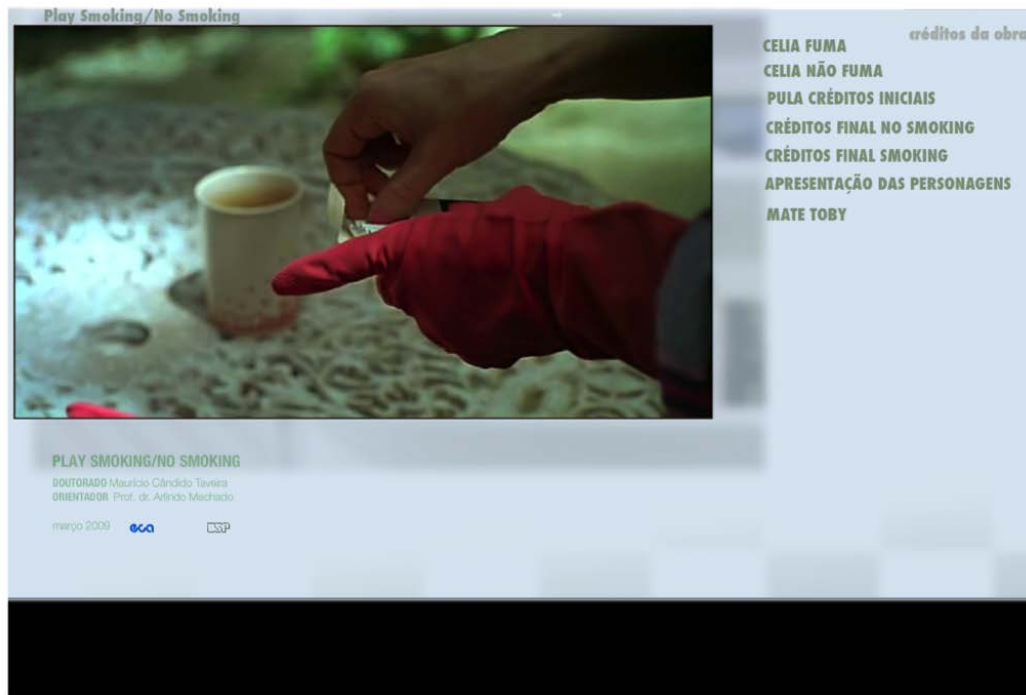 Play Smoking/No Smoking
créditos da obra
CELIA FUMA
CELIA NÃO FUMA
PULA CRÉDITOS INICIAIS
CRÉDITOS FINAL NO SMOKING
CRÉDITOS FINAL SMOKING
APRESENTAÇÃO DAS PERSONAGENS
MATE TOBY
PLAY SMOKING/NO SMOKING
DOUTORADO Maurício Cândido Taveira
ORIENTADOR Prof. dr. Arlindo Machado
março 2009 eca USP